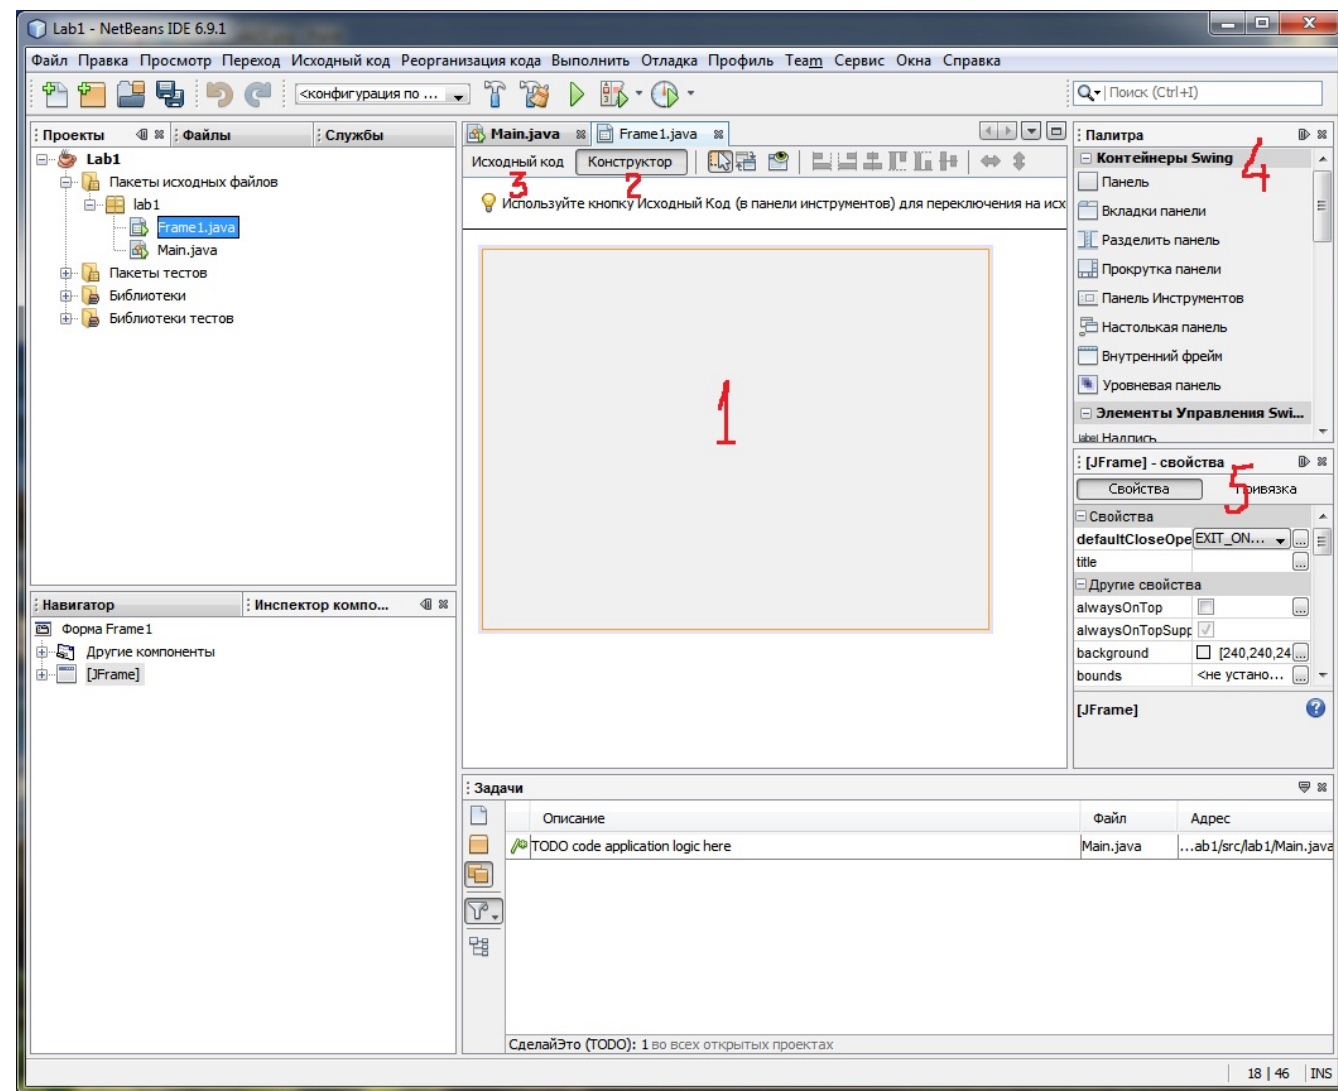 Lab1 - NetBeans IDE 6.9.1
Файл Правка Просмотр Переход Исходный код Реорганизация кода Выполнить Отладка Профиль Team Сервис Окна Справка
<конфигурация по ...
Поиск (Ctrl+I)
Проекты Файлы Службы
Lab1
Пакеты исходных файлов
lab1
Frame1.java
Main.java
Пакеты тестов
Библиотеки
Библиотеки тестов
Навигатор Инспектор компо...
Форма Frame1
Другие компоненты
[JFrame]
Main.java Frame1.java
Исходный код Конструктор
3 2
Используйте кнопку Исходный Код (в панели инструментов) для переключения на исх
1
Палитра
4
Контейнеры Swing
Панель
Вкладки панели
Разделить панель
Прокрутка панели
Панель Инструментов
Настолькая панель
Внутренний фрейм
Уровневая панель
Элементы Управления Swi...
label Надпись
[JFrame] - свойства
5
Свойства Привязка
Свойства
defaultCloseOpe EXIT_ON... ...
title ...
Другие свойства
alwaysOnTop ...
alwaysOnTopSupp
background [240,240,24 ...
bounds <не устано... ...
[JFrame]
Задачи
Описание Файл Адрес
TODO code application logic here Main.java ...ab1/src/lab1/Main.java
СделайЭто (TODO): 1 во всех открытых проектах
18 | 46 INS